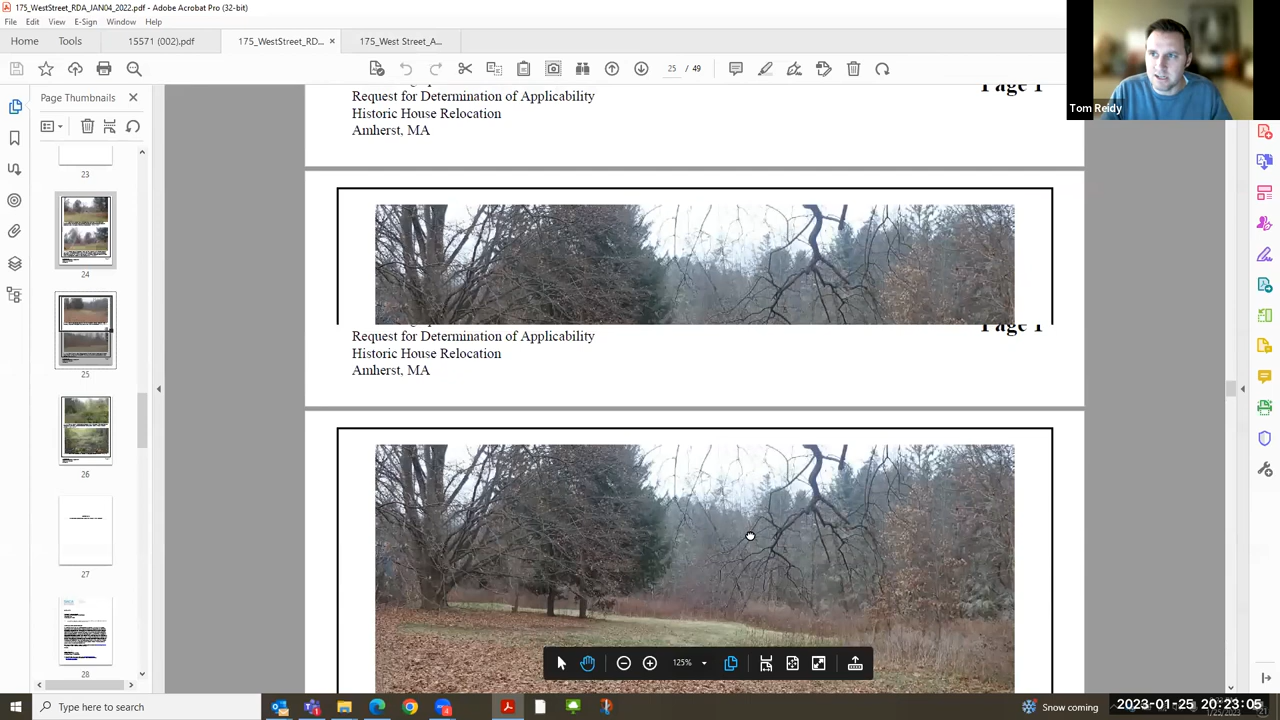 175_WestStreet_RDA_JAN04_2022.pdf - Adobe Acrobat Pro (32-bit)
File Edit View E-Sign Window Help
Home Tools 15571 (002).pdf 175_WestStreet_RD... × 175_West Street_A...
25 / 49
Page Thumbnails
23
24
25
26
27
28
Page 1
Request for Determination of Applicability
Historic House Relocation
Amherst, MA
Page 1
Request for Determination of Applicability
Historic House Relocation
Amherst, MA
125%
Tom Reidy
Type here to search
Snow coming
2023-01-25 20:23:05